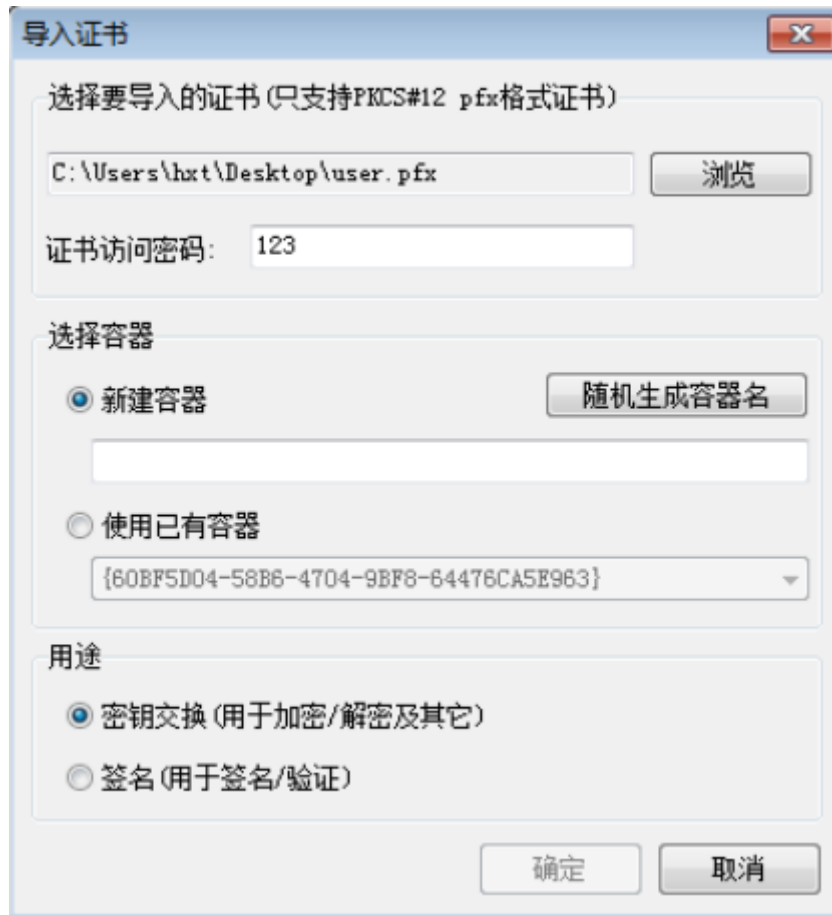 导入证书
选择要导入的证书(只支持PKCS#12 pfx格式证书)
C:\Users\hxt\Desktop\user.pfx 浏览
证书访问密码: 123
选择容器
新建容器 随机生成容器名
使用已有容器
{60BF5D04-58B6-4704-9BF8-64476CA5E963}
用途
密钥交换(用于加密/解密及其它)
签名(用于签名/验证)
确定 取消